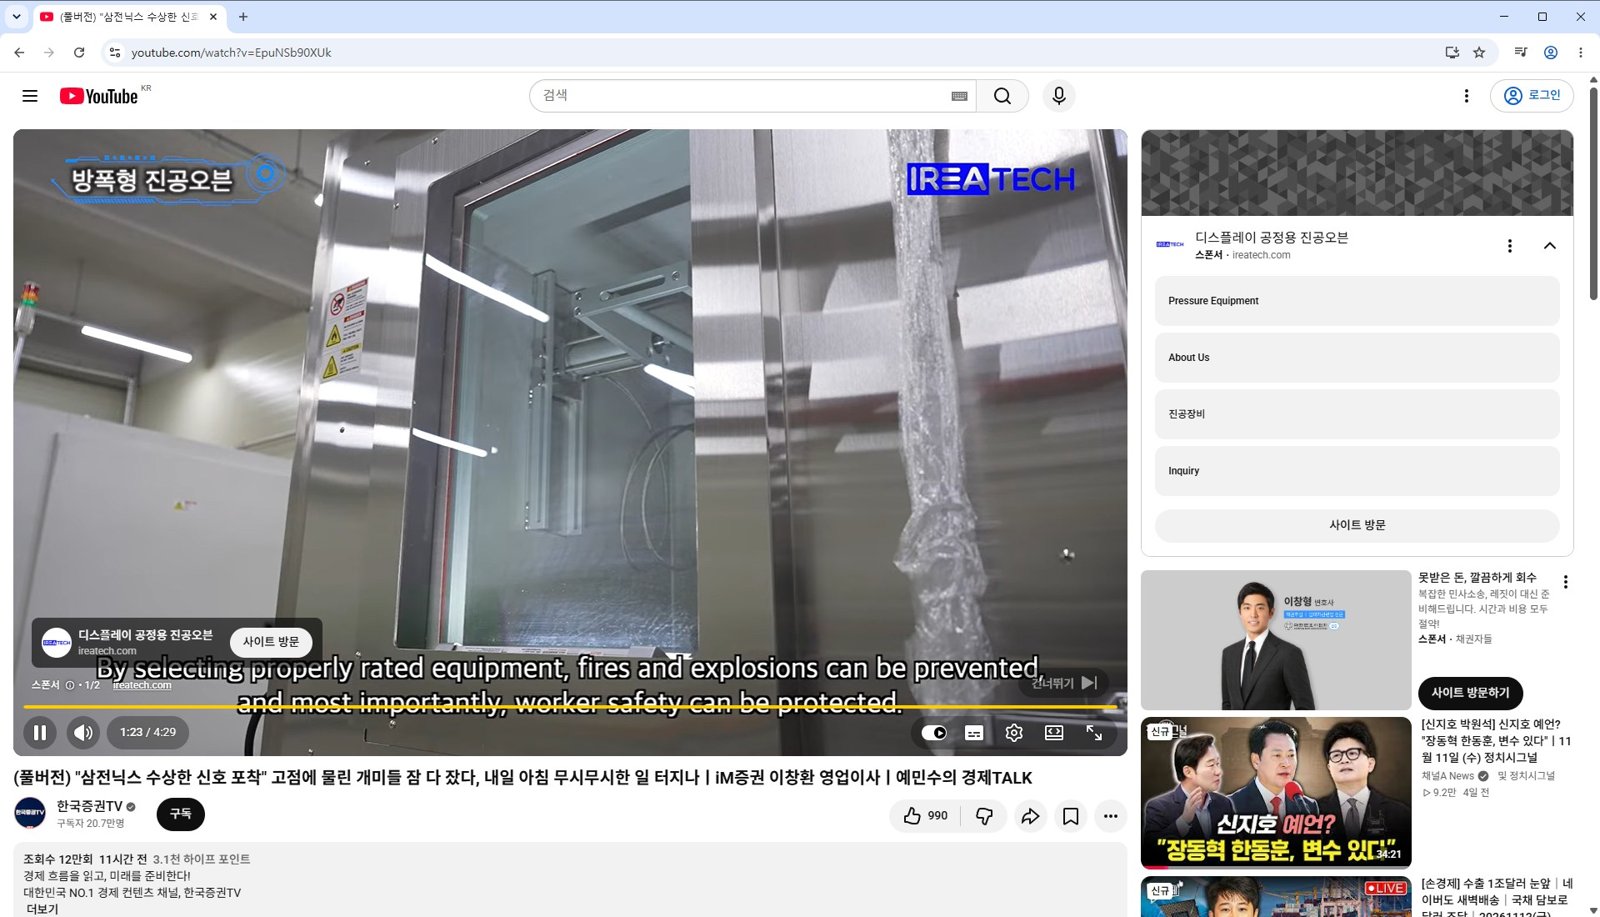 (풀버전) "삼전닉스 수상한 신호
youtube.com/watch?v=EpuNSb90XUk
YouTube KR
검색
로그인
방폭형 진공오븐
IREATECH
디스플레이 공정용 진공오븐
ireatech.com
사이트 방문
By selecting properly rated equipment, fires and explosions can be prevented,
and most importantly, worker safety can be protected.
스폰서 · 1/2 ireatech.com
건너뛰기
1:23 / 4:29
(풀버전) "삼전닉스 수상한 신호 포착" 고점에 물린 개미들 잠 다 잤다, 내일 아침 무시무시한 일 터지나ㅣiM증권 이창환 영업이사ㅣ예민수의 경제TALK
한국증권TV
한국증권TV
구독자 20.7만명
구독
990
조회수 12만회 11시간 전 3.1천 하이프 포인트
경제 흐름을 읽고, 미래를 준비한다!
대한민국 NO.1 경제 컨텐츠 채널, 한국증권TV
더보기
IREATECH
디스플레이 공정용 진공오븐
스폰서 · ireatech.com
Pressure Equipment
About Us
진공장비
Inquiry
사이트 방문
이창형 변호사
못받은 돈, 깔끔하게 회수
복잡한 민사소송, 레짓이 대신 준
비해드립니다. 시간과 비용 모두
절약!
스폰서 · 채권자들
사이트 방문하기
신규
신지호 예언?
"장동혁 한동훈, 변수 있다"
34:21
[신지호 박원석] 신지호 예언?
"장동혁 한동훈, 변수 있다"ㅣ11
월 11일 (수) 정치시그널
채널A News 및 정치시그널
9.2만 4일 전
신규
LIVE
[손경제] 수출 1조달러 눈앞ㅣ네
이버도 새벽배송ㅣ국채 담보로